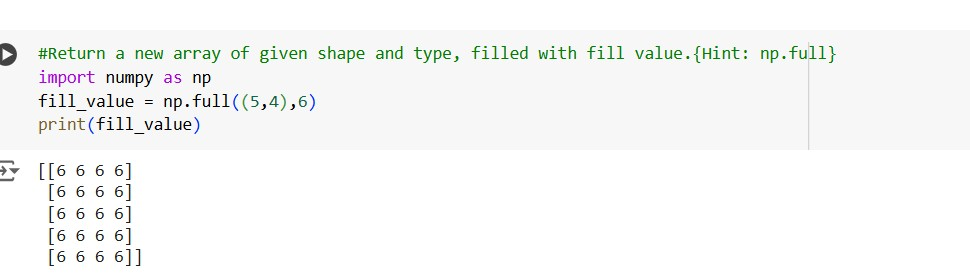 #Return a new array of given shape and type, filled with fill value.{Hint: np.full}
import numpy as np
fill_value = np.full((5,4),6)
print(fill_value)
[[6 6 6 6]
 [6 6 6 6]
 [6 6 6 6]
 [6 6 6 6]
 [6 6 6 6]]